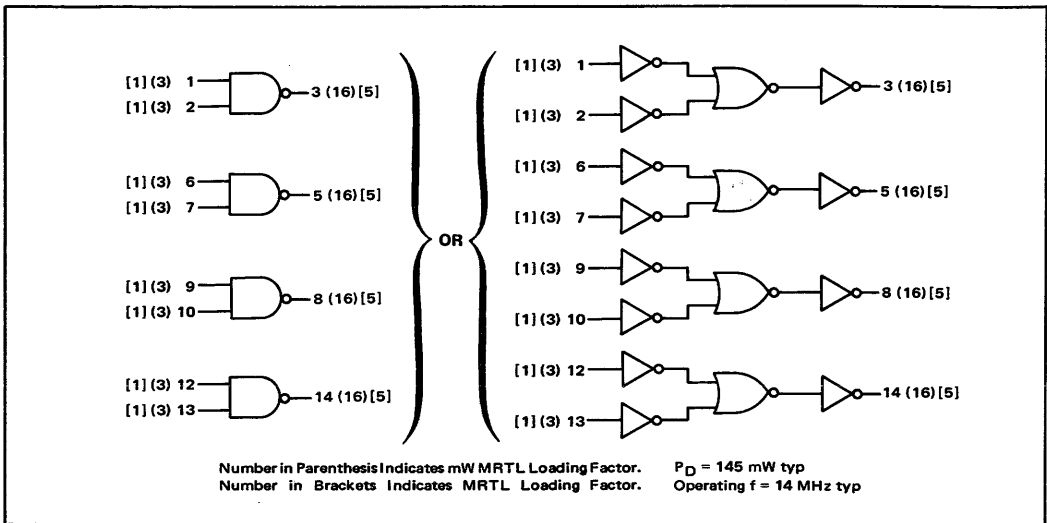 [1] (3) 1
[1] (3) 2
3 (16) [5]
[1] (3) 6
[1] (3) 7
5 (16) [5]
[1] (3) 9
[1] (3) 10
8 (16) [5]
[1] (3) 12
[1] (3) 13
14 (16) [5]
OR
[1] (3) 1
[1] (3) 2
3 (16) [5]
[1] (3) 6
[1] (3) 7
5 (16) [5]
[1] (3) 9
[1] (3) 10
8 (16) [5]
[1] (3) 12
[1] (3) 13
14 (16) [5]
Number in Parenthesis Indicates mW MRTL Loading Factor. PD = 145 mW typ
Number in Brackets Indicates MRTL Loading Factor. Operating f = 14 MHz typ